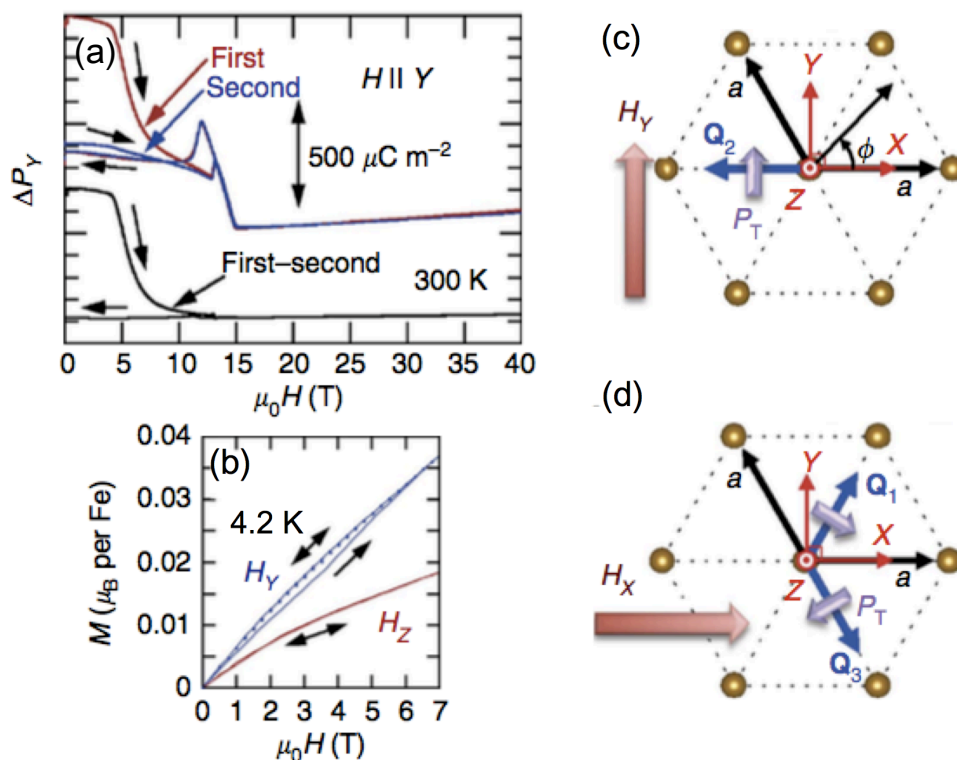 (a)
First
Second
H || Y
500 μC m⁻²
First–second
300 K
ΔP_Y
0 5 10 15 20 25 30 35 40
μ₀H (T)
(b)
0.04
0.03
0.02
0.01
0
4.2 K
H_Y
H_Z
M (μ_B per Fe)
0 1 2 3 4 5 6 7
μ₀H (T)
(c)
H_Y
a
Y
Q₂
ϕ
X
P_T
Z
a
(d)
H_X
a
Y
Q₁
X
Z
a
P_T
Q₃